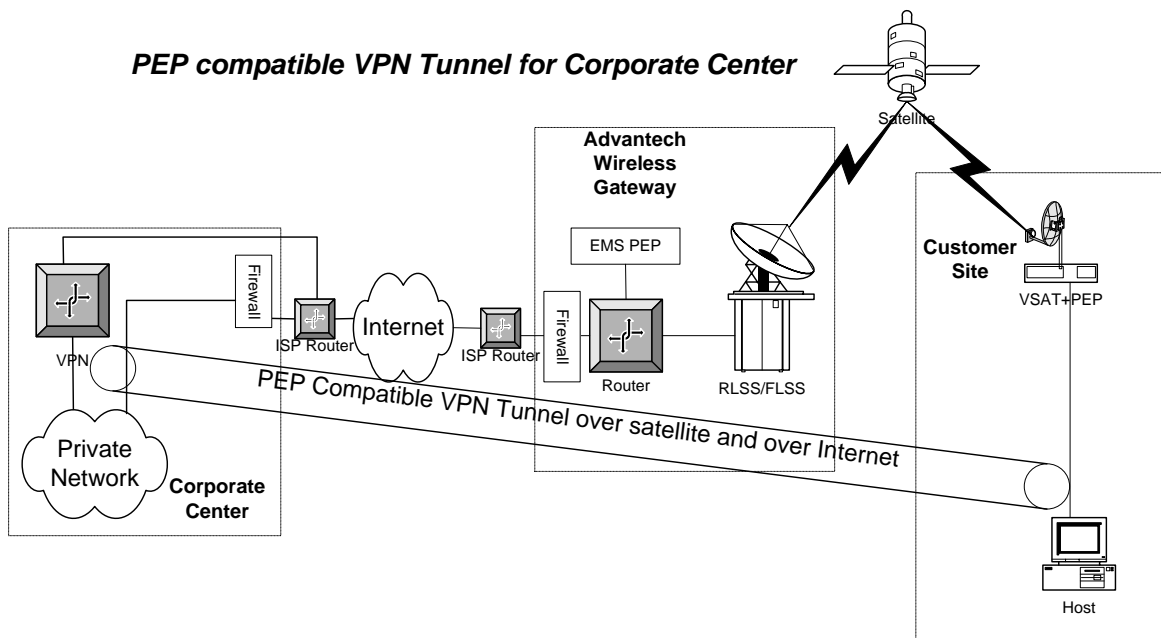 PEP compatible VPN Tunnel for Corporate Center
Satellite
Advantech
Wireless
Gateway
EMS PEP
Customer
Site
VSAT+PEP
Firewall
Internet
ISP Router
ISP Router
Firewall
Router
RLSS/FLSS
VPN
PEP Compatible VPN Tunnel over satellite and over Internet
Private
Network
Corporate
Center
Host